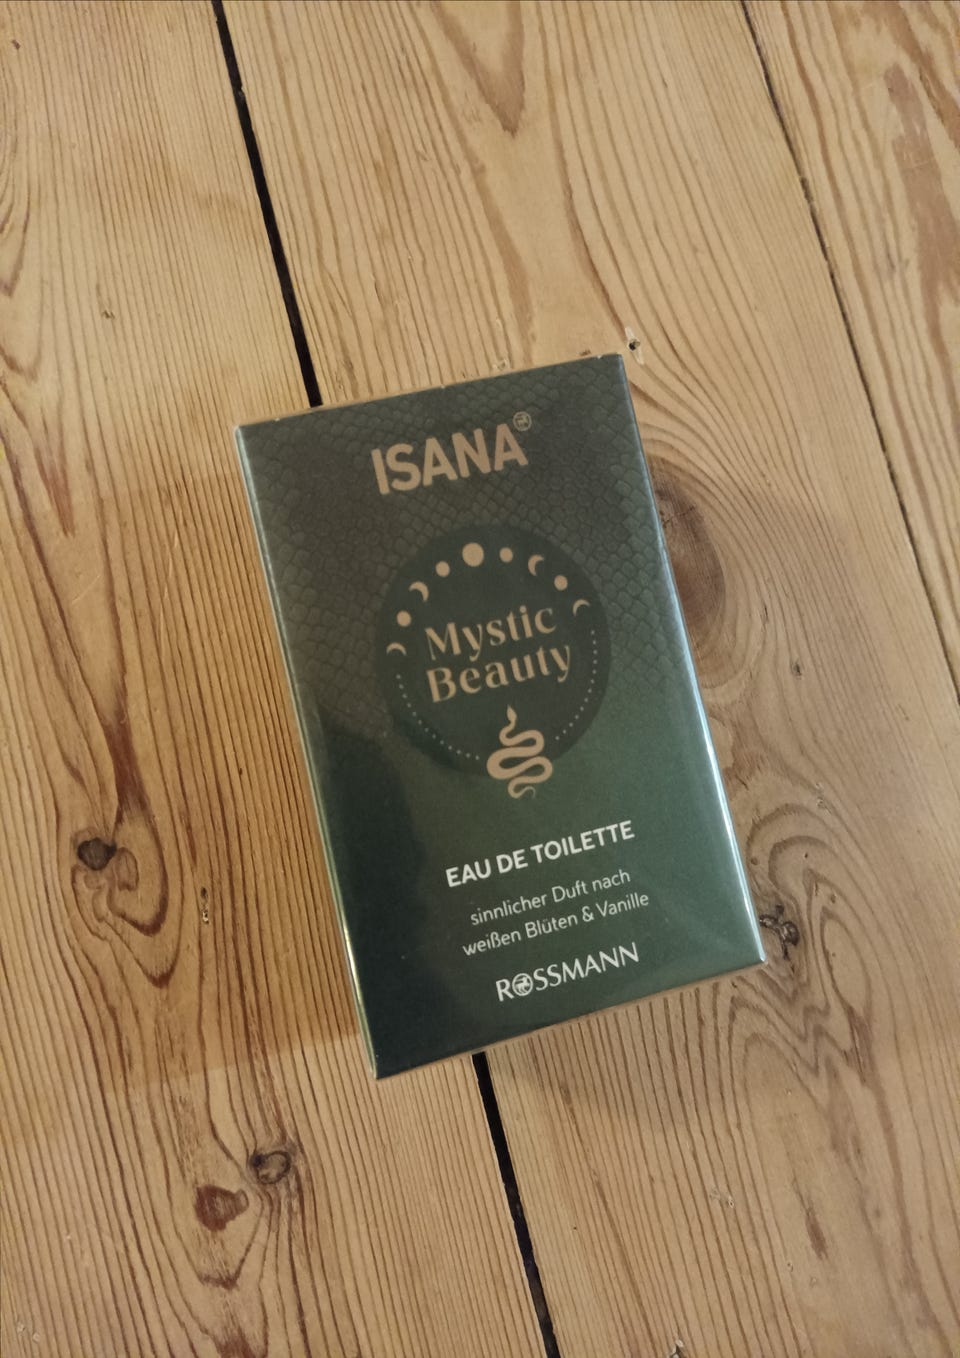 ISANA
Mystic
Beauty
EAU DE TOILETTE
sinnlicher Duft nach
weißen Blüten & Vanille
ROSSMANN